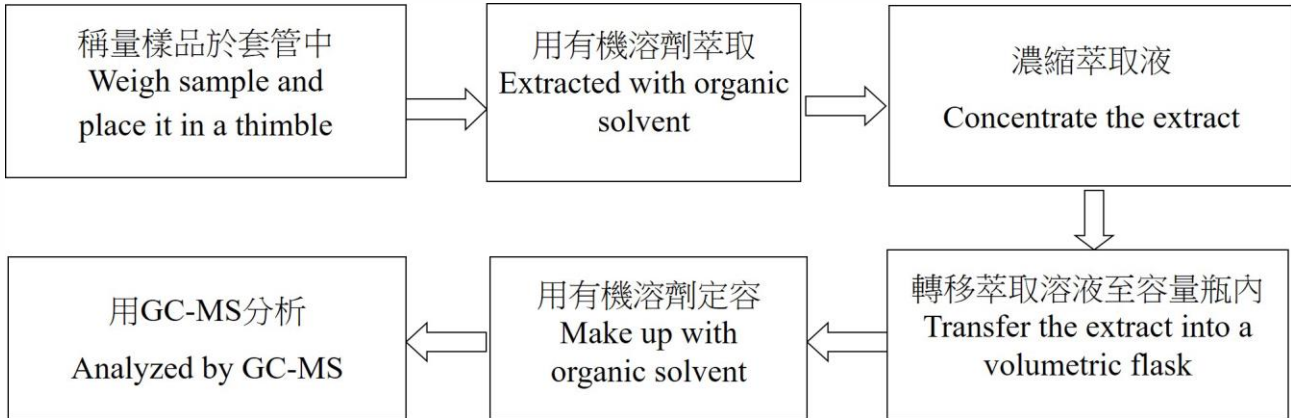 稱量樣品於套管中
Weigh sample and
place it in a thimble
用有機溶劑萃取
Extracted with organic
solvent
濃縮萃取液
Concentrate the extract
轉移萃取溶液至容量瓶內
Transfer the extract into a
volumetric flask
用有機溶劑定容
Make up with
organic solvent
用GC-MS分析
Analyzed by GC-MS